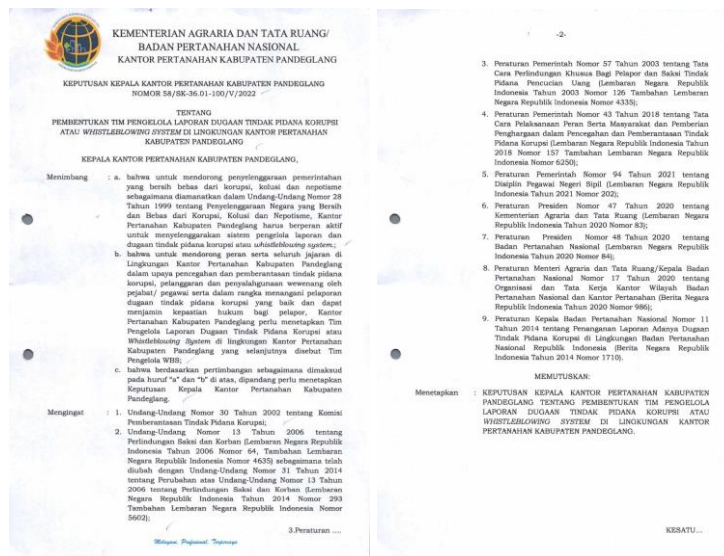 KEMENTERIAN AGRARIA DAN TATA RUANG/
BADAN PERTANAHAN NASIONAL
KANTOR PERTANAHAN KABUPATEN PANDEGLANG
KEPUTUSAN KEPALA KANTOR PERTANAHAN KABUPATEN PANDEGLANG
NOMOR 58/SK-36.01-100/V/2022
TENTANG
PEMBENTUKAN TIM PENGELOLA LAPORAN DUGAAN TINDAK PIDANA KORUPSI
ATAU WHISTLEBLOWING SYSTEM DI LINGKUNGAN KANTOR PERTANAHAN
KABUPATEN PANDEGLANG
KEPALA KANTOR PERTANAHAN KABUPATEN PANDEGLANG,
Menimbang : a. bahwa untuk mendorong penyelenggaraan pemerintahan
yang bersih bebas dari korupsi, kolusi dan nepotisme
sebagaimana diamanatkan dalam Undang-Undang Nomor 28
Tahun 1999 tentang Penyelenggaraan Negara yang Bersih
dan Bebas dari Korupsi, Kolusi dan Nepotisme, Kantor
Pertanahan Kabupaten Pandeglang harus berperan aktif
untuk menyelenggarakan sistem pengelola laporan dan
dugaan tindak pidana korupsi atau whistleblowing system.;
b. bahwa untuk mendorong peran serta seluruh jajaran di
Lingkungan Kantor Pertanahan Kabupaten Pandeglang
dalam upaya pencegahan dan pemberantasan tindak pidana
korupsi, pelanggaran dan penyalahgunaan wewenang oleh
pejabat/ pegawai serta dalam rangka menangani pelaporan
dugaan tindak pidana korupsi yang baik dan dapat
menjamin kepastian hukum bagi pelapor, Kantor
Pertanahan Kabupaten Pandeglang perlu menetapkan Tim
Pengelola Laporan Dugaan Tindak Pidana Korupsi atau
Whistleblowing System di lingkungan Kantor Pertanahan
Kabupaten Pandeglang yang selanjutnya disebut Tim
Pengelola WBS;
c. bahwa berdasarkan pertimbangan sebagaimana dimaksud
pada huruf "a" dan "b" di atas, dipandang perlu menetapkan
Keputusan Kepala Kantor Pertanahan Kabupaten
Pandeglang.
Mengingat : 1. Undang-Undang Nomor 30 Tahun 2002 tentang Komisi
Pemberantasan Tindak Pidana Korupsi;
2. Undang-Undang Nomor 13 Tahun 2006 tentang
Perlindungan Saksi dan Korban (Lembaran Negara Republik
Indonesia Tahun 2006 Nomor 64, Tambahan Lembaran
Negara Republik Indonesia Nomor 4635) sebagaimana telah
diubah dengan Undang-Undang Nomor 31 Tahun 2014
tentang Perubahan atas Undang-Undang Nomor 13 Tahun
2006 tentang Perlindungan Saksi dan Korban (Lembaran
Negara Republik Indonesia Tahun 2014 Nomor 293
Tambahan Lembaran Negara Republik Indonesia Nomor
5602);
3.Peraturan ....
Melayani, Profesional, Terpercaya
-2-
3. Peraturan Pemerintah Nomor 57 Tahun 2003 tentang Tata
Cara Perlindungan Khusus Bagi Pelapor dan Saksi Tindak
Pidana Pencucian Uang (Lembaran Negara Republik
Indonesia Tahun 2003 Nomor 126 Tambahan Lembaran
Negara Republik Indonesia Nomor 4335);
4. Peraturan Pemerintah Nomor 43 Tahun 2018 tentang Tata
Cara Pelaksanaan Peran Serta Masyarakat dan Pemberian
Penghargaan dalam Pencegahan dan Pemberantasan Tindak
Pidana Korupsi (Lembaran Negara Republik Indonesia Tahun
2018 Nomor 157 Tambahan Lembaran Negara Republik
Indonesia Nomor 6250);
5. Peraturan Pemerintah Nomor 94 Tahun 2021 tentang
Disiplin Pegawai Negeri Sipil (Lembaran Negara Republik
Indonesia Tahun 2021 Nomor 202);
6. Peraturan Presiden Nomor 47 Tahun 2020 tentang
Kementerian Agraria dan Tata Ruang (Lembaran Negara
Republik Indonesia Tahun 2020 Nomor 83);
7. Peraturan Presiden Nomor 48 Tahun 2020 tentang
Badan Pertanahan Nasional (Lembaran Negara Republik
Indonesia Tahun 2020 Nomor 84);
8. Peraturan Menteri Agraria dan Tata Ruang/Kepala Badan
Pertanahan Nasional Nomor 17 Tahun 2020 tentang
Organisasi dan Tata Kerja Kantor Wilayah Badan
Pertanahan Nasional dan Kantor Pertanahan (Berita Negara
Republik Indonesia Tahun 2020 Nomor 986);
9. Peraturan Kepala Badan Pertanahan Nasional Nomor 11
Tahun 2014 tentang Penanganan Laporan Adanya Dugaan
Tindak Pidana Korupsi di Lingkungan Badan Pertanahan
Nasional Republik Indonesia (Berita Negara Republik
Indonesia Tahun 2014 Nomor 1710).
MEMUTUSKAN:
Menetapkan : KEPUTUSAN KEPALA KANTOR PERTANAHAN KABUPATEN
PANDEGLANG TENTANG PEMBENTUKAN TIM PENGELOLA
LAPORAN DUGAAN TINDAK PIDANA KORUPSI ATAU
WHISTLEBLOWING SYSTEM DI LINGKUNGAN KANTOR
PERTANAHAN KABUPATEN PANDEGLANG.
KESATU...